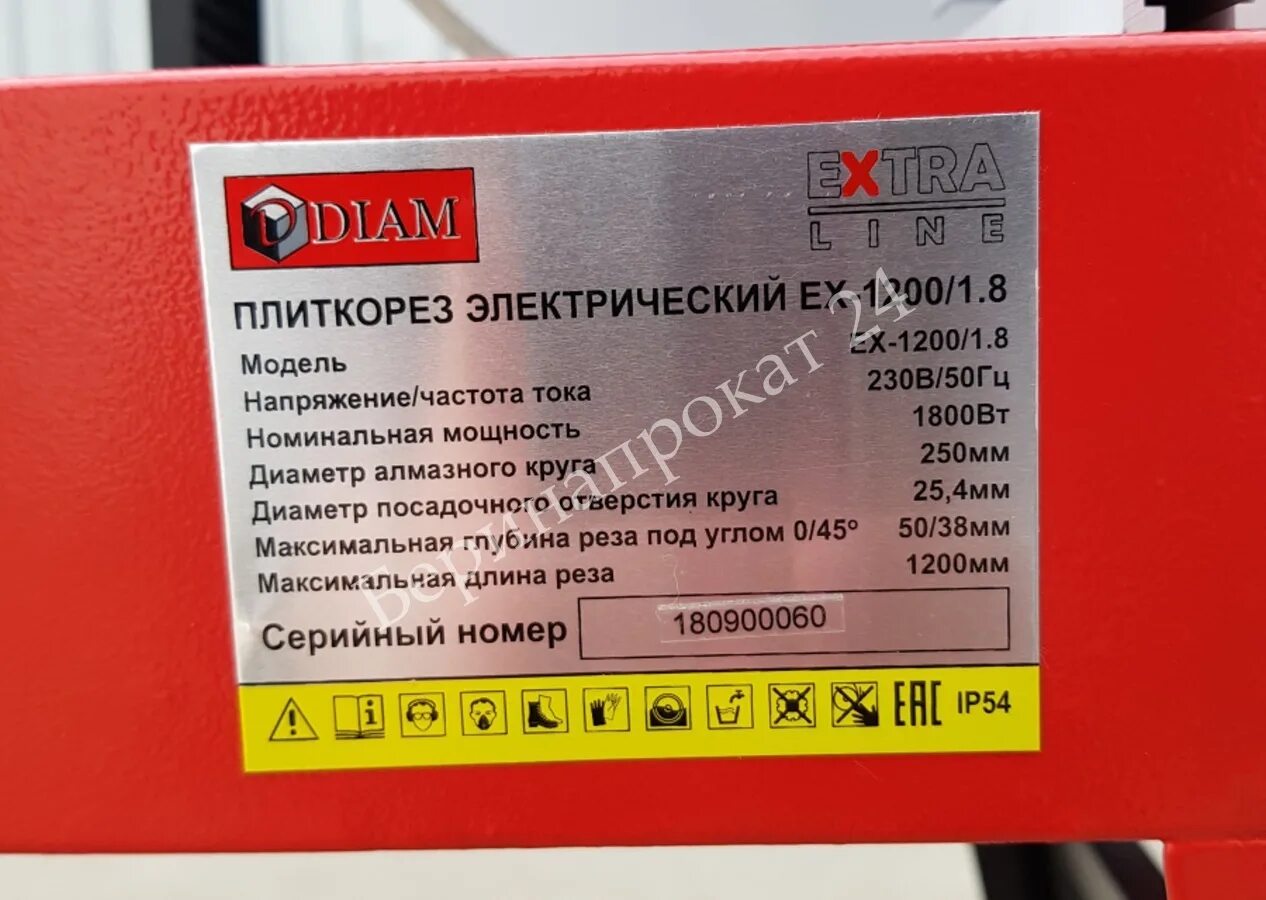 DIAM
EXTRA
LINE
ПЛИТКОРЕЗ ЭЛЕКТРИЧЕСКИЙ EX-1200/1.8
Модель EX-1200/1.8
Напряжение/частота тока 230В/50Гц
Номинальная мощность 1800Вт
Диаметр алмазного круга 250мм
Диаметр посадочного отверстия круга 25,4мм
Максимальная глубина реза под углом 0/45° 50/38мм
Максимальная длина реза 1200мм
Серийный номер 180900060
EAC IP54
Беринапрокат 24